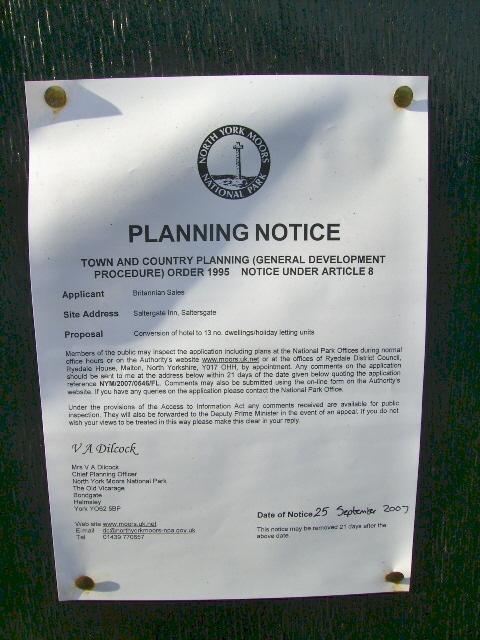 NORTH YORK MOORS
NATIONAL PARK
PLANNING NOTICE
TOWN AND COUNTRY PLANNING (GENERAL DEVELOPMENT
PROCEDURE) ORDER 1995 NOTICE UNDER ARTICLE 8
Applicant Britannian Sales
Site Address Saltergate Inn, Saltersgate
Proposal Conversion of hotel to 13 no. dwellings/holiday letting units
Members of the public may inspect the application including plans at the National Park Offices during normal
office hours or on the Authority's website www.moors.uk.net or at the offices of Ryedale District Council,
Ryedale House, Malton, North Yorkshire, YO17 OHH, by appointment. Any comments on the application
should be sent to me at the address below within 21 days of the date given below quoting the application
reference NYM/2007/0646/FL. Comments may also be submitted using the on-line form on the Authority's
website. If you have any queries on the application please contact the National Park Office.
Under the provisions of the Access to Information Act any comments received are available for public
inspection. They will also be forwarded to the Deputy Prime Minister in the event of an appeal. If you do not
wish your views to be treated in this way please make this clear in your reply.
V A Dilcock
Mrs V A Dilcock
Chief Planning Officer
North York Moors National Park
The Old Vicarage
Bondgate
Helmsley
York YO62 5BP
Web site www.moors.uk.net
E-mail dc@northyorkmoors-npa.gov.uk
Tel 01439 770657
Date of Notice 25 September 2007
This notice may be removed 21 days after the
above date.